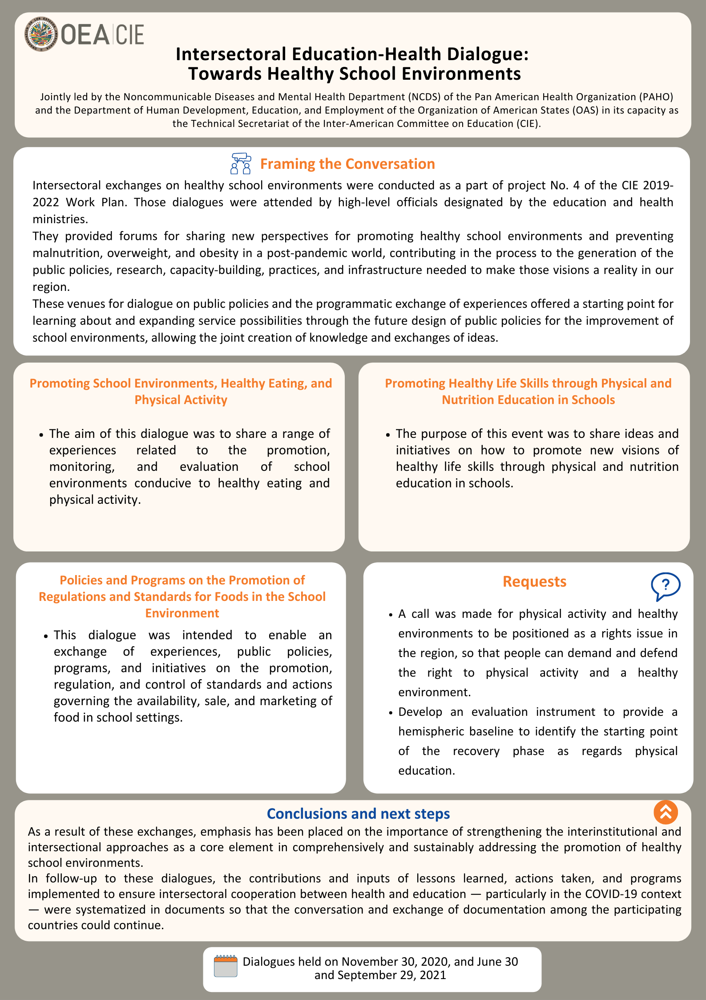 OEA|CIE
Intersectoral Education-Health Dialogue:
Towards Healthy School Environments
Jointly led by the Noncommunicable Diseases and Mental Health Department (NCDS) of the Pan American Health Organization (PAHO)
and the Department of Human Development, Education, and Employment of the Organization of American States (OAS) in its capacity as
the Technical Secretariat of the Inter-American Committee on Education (CIE).
Framing the Conversation
Intersectoral exchanges on healthy school environments were conducted as a part of project No. 4 of the CIE 2019-
2022 Work Plan. Those dialogues were attended by high-level officials designated by the education and health
ministries.
They provided forums for sharing new perspectives for promoting healthy school environments and preventing
malnutrition, overweight, and obesity in a post-pandemic world, contributing in the process to the generation of the
public policies, research, capacity-building, practices, and infrastructure needed to make those visions a reality in our
region.
These venues for dialogue on public policies and the programmatic exchange of experiences offered a starting point for
learning about and expanding service possibilities through the future design of public policies for the improvement of
school environments, allowing the joint creation of knowledge and exchanges of ideas.
Promoting School Environments, Healthy Eating, and
Physical Activity
• The aim of this dialogue was to share a range of
experiences related to the promotion,
monitoring, and evaluation of school
environments conducive to healthy eating and
physical activity.
Promoting Healthy Life Skills through Physical and
Nutrition Education in Schools
• The purpose of this event was to share ideas and
initiatives on how to promote new visions of
healthy life skills through physical and nutrition
education in schools.
Policies and Programs on the Promotion of
Regulations and Standards for Foods in the School
Environment
• This dialogue was intended to enable an
exchange of experiences, public policies,
programs, and initiatives on the promotion,
regulation, and control of standards and actions
governing the availability, sale, and marketing of
food in school settings.
Requests
?
• A call was made for physical activity and healthy
environments to be positioned as a rights issue in
the region, so that people can demand and defend
the right to physical activity and a healthy
environment.
• Develop an evaluation instrument to provide a
hemispheric baseline to identify the starting point
of the recovery phase as regards physical
education.
Conclusions and next steps
As a result of these exchanges, emphasis has been placed on the importance of strengthening the interinstitutional and
intersectional approaches as a core element in comprehensively and sustainably addressing the promotion of healthy
school environments.
In follow-up to these dialogues, the contributions and inputs of lessons learned, actions taken, and programs
implemented to ensure intersectoral cooperation between health and education — particularly in the COVID-19 context
— were systematized in documents so that the conversation and exchange of documentation among the participating
countries could continue.
Dialogues held on November 30, 2020, and June 30
and September 29, 2021